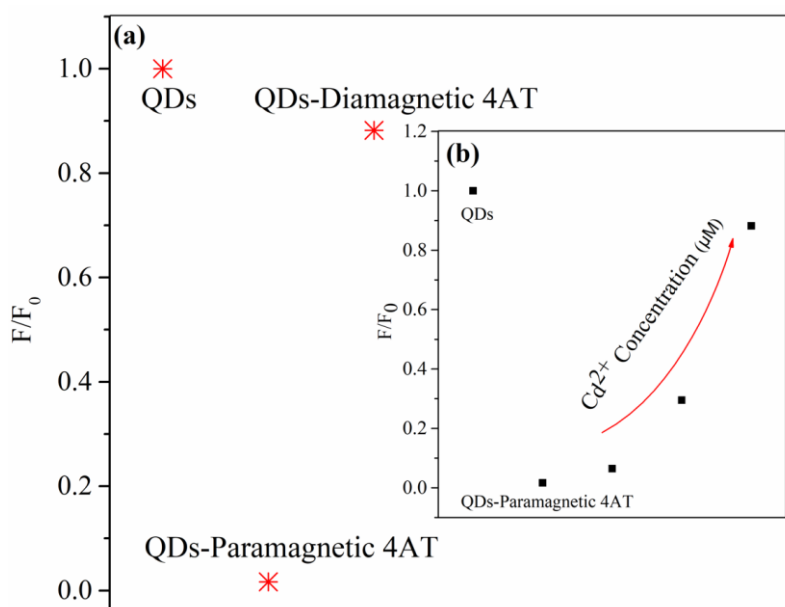 (a)
1.0
QDs
QDs-Diamagnetic 4AT
0.8
0.6
0.4
0.2
QDs-Paramagnetic 4AT
0.0
F/F₀
(b)
1.2
1.0
QDs
0.8
0.6
0.4
0.2
0.0
F/F₀
Cd²⁺ Concentration (μM)
QDs-Paramagnetic 4AT